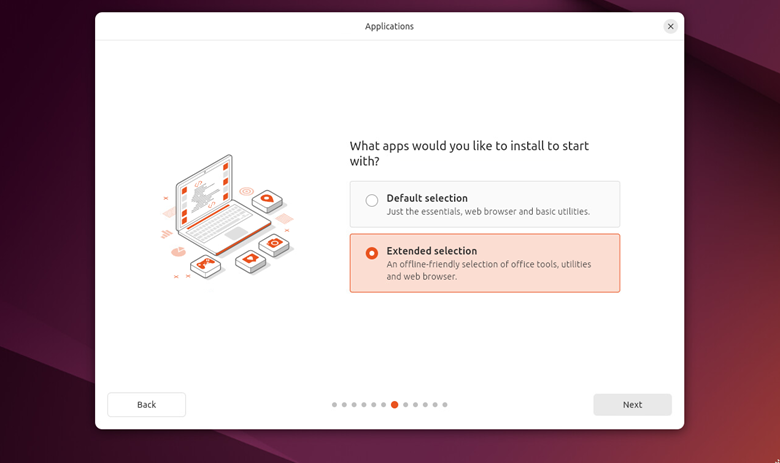 Applications
What apps would you like to install to start
with?
Default selection
Just the essentials, web browser and basic utilities.
Extended selection
An offline-friendly selection of office tools, utilities
and web browser.
Back
Next